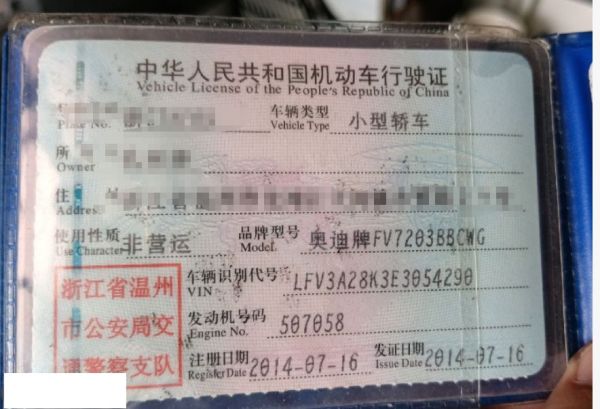 中华人民共和国机动车行驶证
Vehicle License of the People's Republic of China
Plate No. 车辆类型 Vehicle Type 小型轿车
所 Owner
住 Address
使用性质 Use Character 非营运 品牌型号 Model 奥迪牌FV7203BBCWG
车辆识别代号 VIN LFV3A28K3E3054290
发动机号码 Engine No. 507058
注册日期 Register Date 2014-07-16 发证日期 Issue Date 2014-07-16
浙江省温州
市公安局交
通警察支队